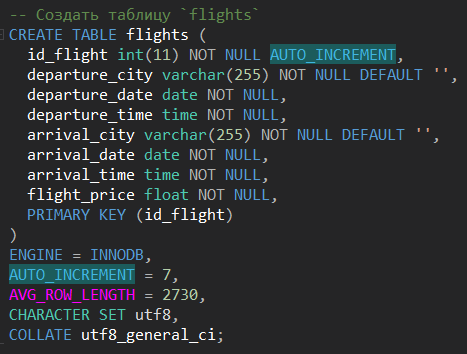 -- Создать таблицу `flights`
CREATE TABLE flights (
id_flight int(11) NOT NULL AUTO_INCREMENT,
departure_city varchar(255) NOT NULL DEFAULT '',
departure_date date NOT NULL,
departure_time time NOT NULL,
arrival_city varchar(255) NOT NULL DEFAULT '',
arrival_date date NOT NULL,
arrival_time time NOT NULL,
flight_price float NOT NULL,
PRIMARY KEY (id_flight)
)
ENGINE = INNODB,
AUTO_INCREMENT = 7,
AVG_ROW_LENGTH = 2730,
CHARACTER SET utf8,
COLLATE utf8_general_ci;